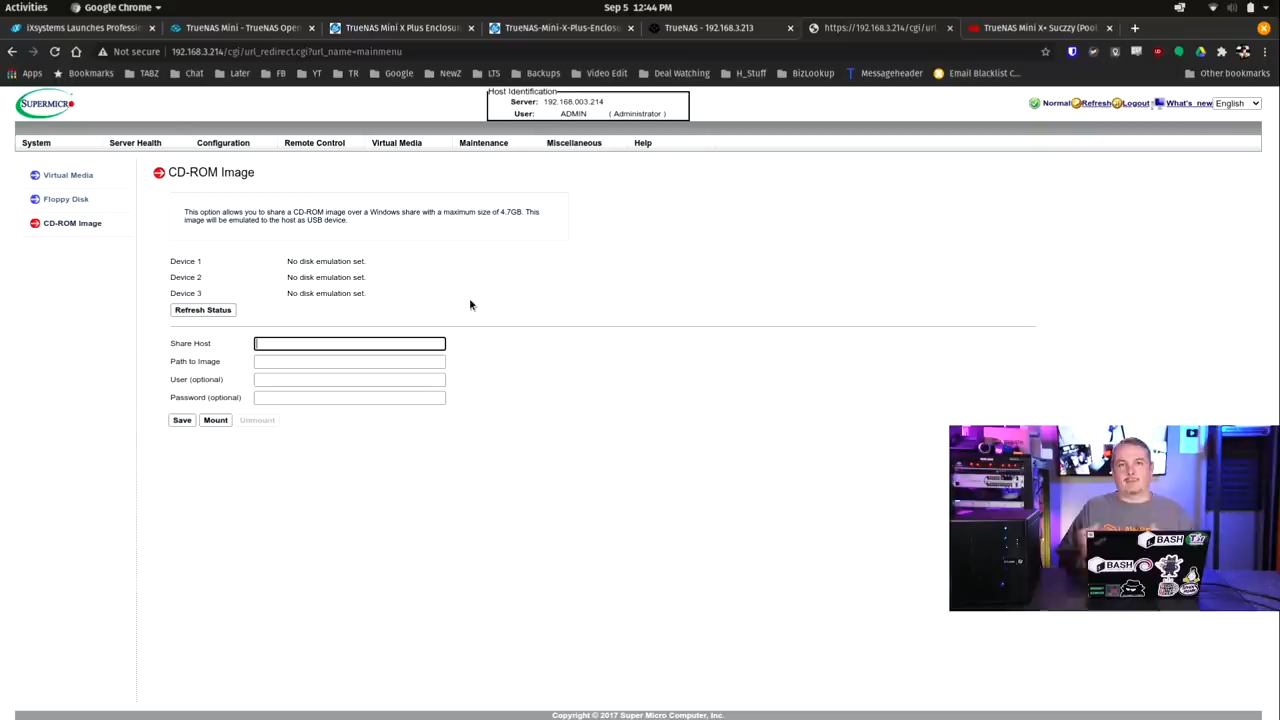 Activities
Google Chrome
Sep 5 12:44 PM
iXsystems Launches Professio
TrueNAS Mini X - TrueNAS Oper
TrueNAS Mini X Plus Enclosu
TrueNAS-Mini-X-Plus-Enclosu
TrueNAS - 192.168.3.213
https://192.168.3.214/cgi/url
TrueNAS Mini X+ Suczzy (Pool
Not secure
192.168.3.214/cgi/url_redirect.cgi?url_name=mainmenu
Apps
Bookmarks
TABZ
Chat
Later
FB
YT
TR
Google
NewZ
LTS
Backups
Video Edit
Deal Watching
H_Stuff
BizLookup
Messageheader
Email Blacklist C...
Other bookmarks
SUPERMICR
Host Identification
Server: 192.168.003.214
User: ADMIN ( Administrator )
Normal
Refresh
Logout
What's new
English
System
Server Health
Configuration
Remote Control
Virtual Media
Maintenance
Miscellaneous
Help
Virtual Media
Floppy Disk
CD-ROM Image
CD-ROM Image
This option allows you to share a CD-ROM image over a Windows share with a maximum size of 4.7GB. This
image will be emulated to the host as USB device.
Device 1 No disk emulation set.
Device 2 No disk emulation set.
Device 3 No disk emulation set.
Refresh Status
Share Host
Path to Image
User (optional)
Password (optional)
Save
Mount
Unmount
BASH
BASH
Copyright © 2017 Super Micro Computer, Inc.